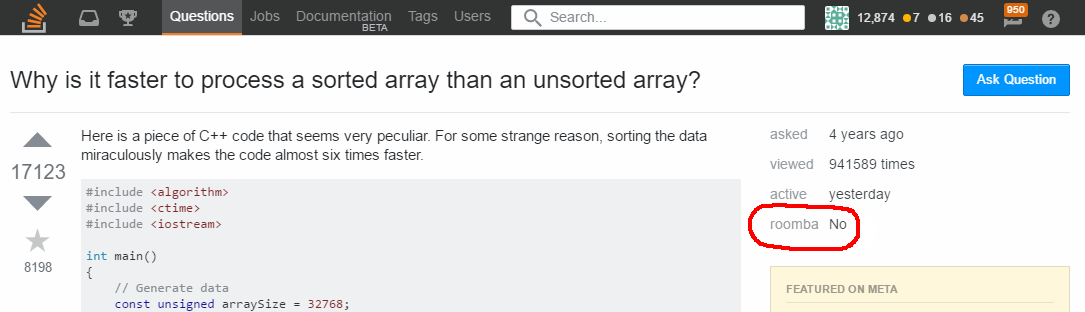 Questions Jobs Documentation BETA Tags Users Search... 12,874 7 16 45 950 ?
Why is it faster to process a sorted array than an unsorted array?
Ask Question
17123
8198
Here is a piece of C++ code that seems very peculiar. For some strange reason, sorting the data
miraculously makes the code almost six times faster.
#include <algorithm>
#include <ctime>
#include <iostream>
int main()
{
// Generate data
const unsigned arraySize = 32768;
asked 4 years ago
viewed 941589 times
active yesterday
roomba No
FEATURED ON META